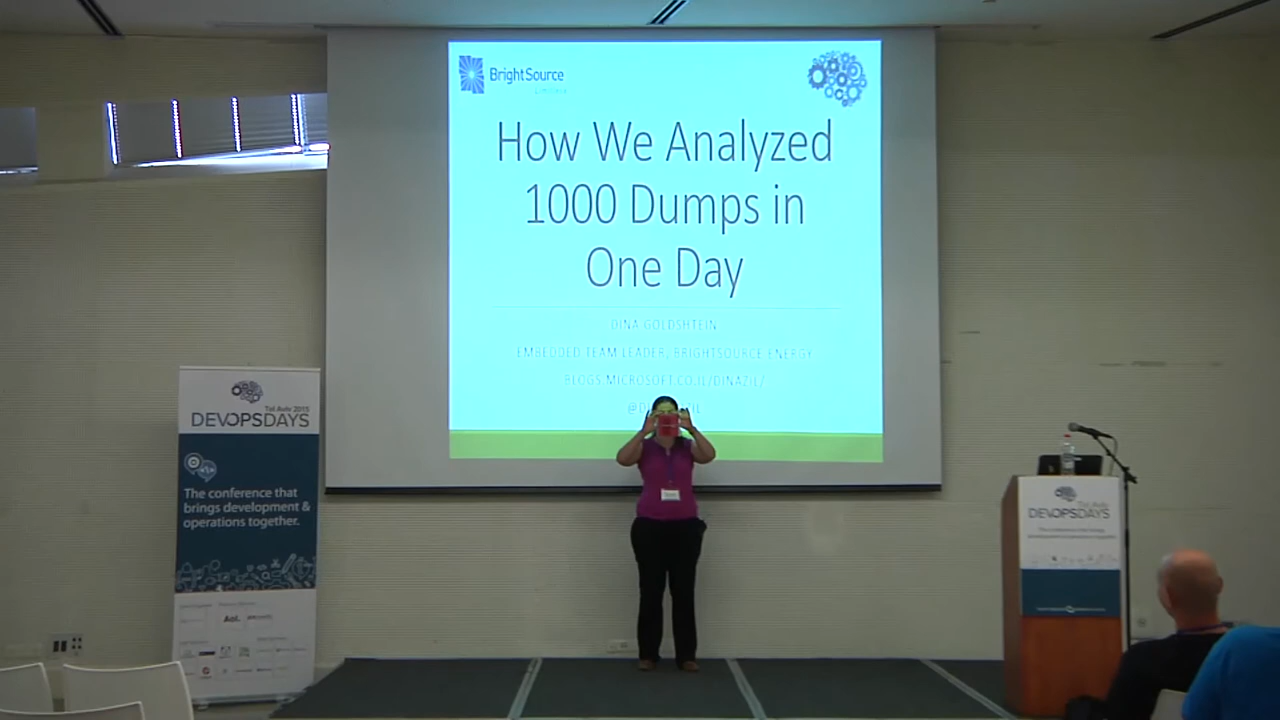 BrightSource
How We Analyzed
1000 Dumps in
One Day
DINA GOLDSHTEIN
EMBEDDED TEAM LEADER, BRIGHTSOURCE ENERGY
BLOGS.MICROSOFT.CO.IL/DINAZIL/
Tel Aviv 2015
DEVOPSDAYS
The conference that
brings development &
operations together.
Aol.
DEVOPSDAYS